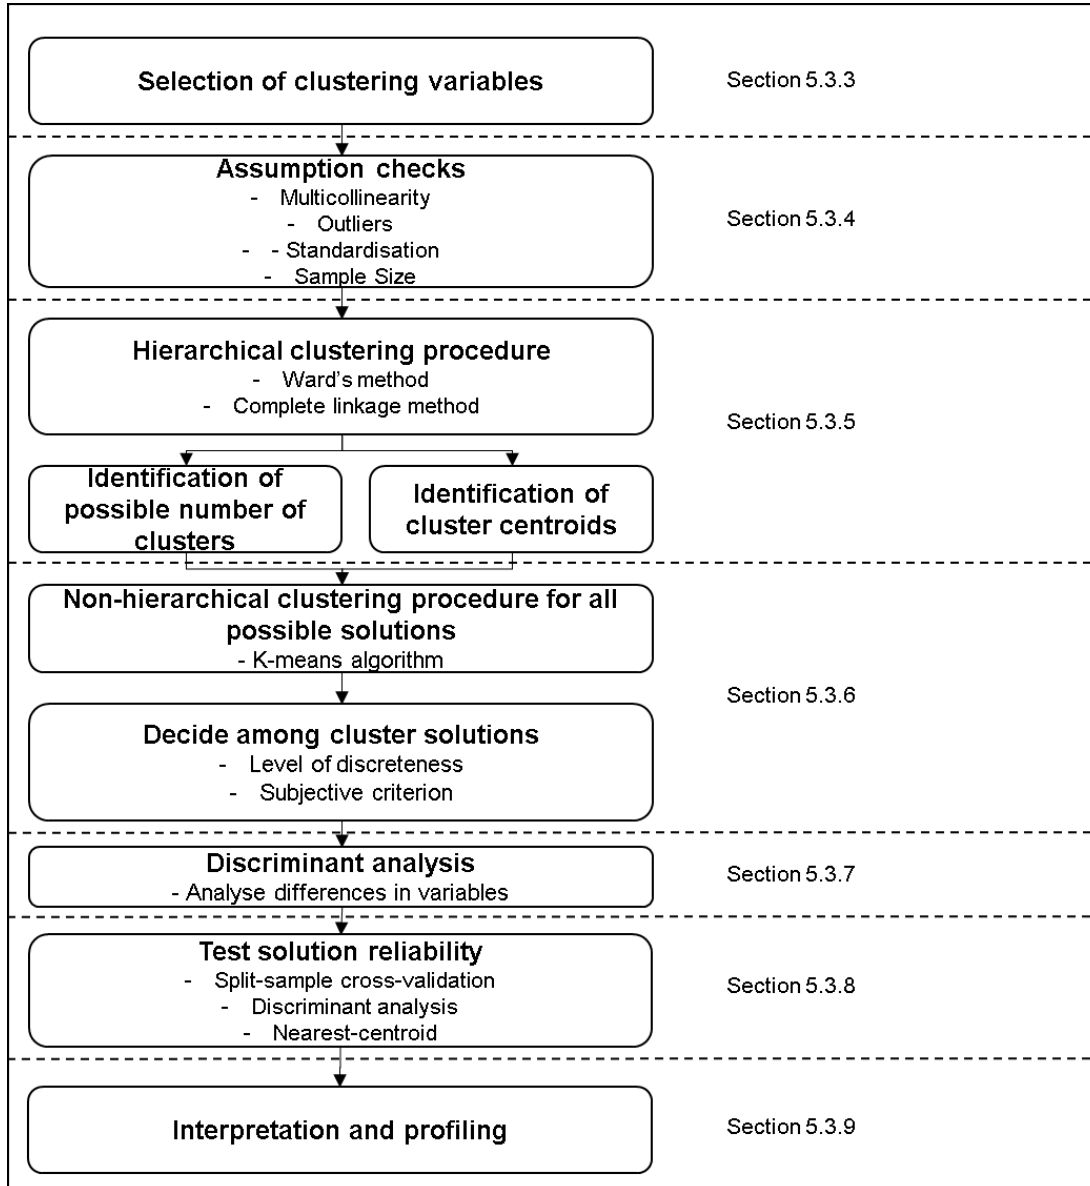 Selection of clustering variables
Section 5.3.3
Assumption checks
- Multicollinearity
- Outliers
- - Standardisation
- Sample Size
Section 5.3.4
Hierarchical clustering procedure
- Ward's method
- Complete linkage method
Section 5.3.5
Identification of
possible number of
clusters
Identification of
cluster centroids
Non-hierarchical clustering procedure for all
possible solutions
- K-means algorithm
Section 5.3.6
Decide among cluster solutions
- Level of discreteness
- Subjective criterion
Discriminant analysis
- Analyse differences in variables
Section 5.3.7
Test solution reliability
- Split-sample cross-validation
- Discriminant analysis
- Nearest-centroid
Section 5.3.8
Interpretation and profiling
Section 5.3.9